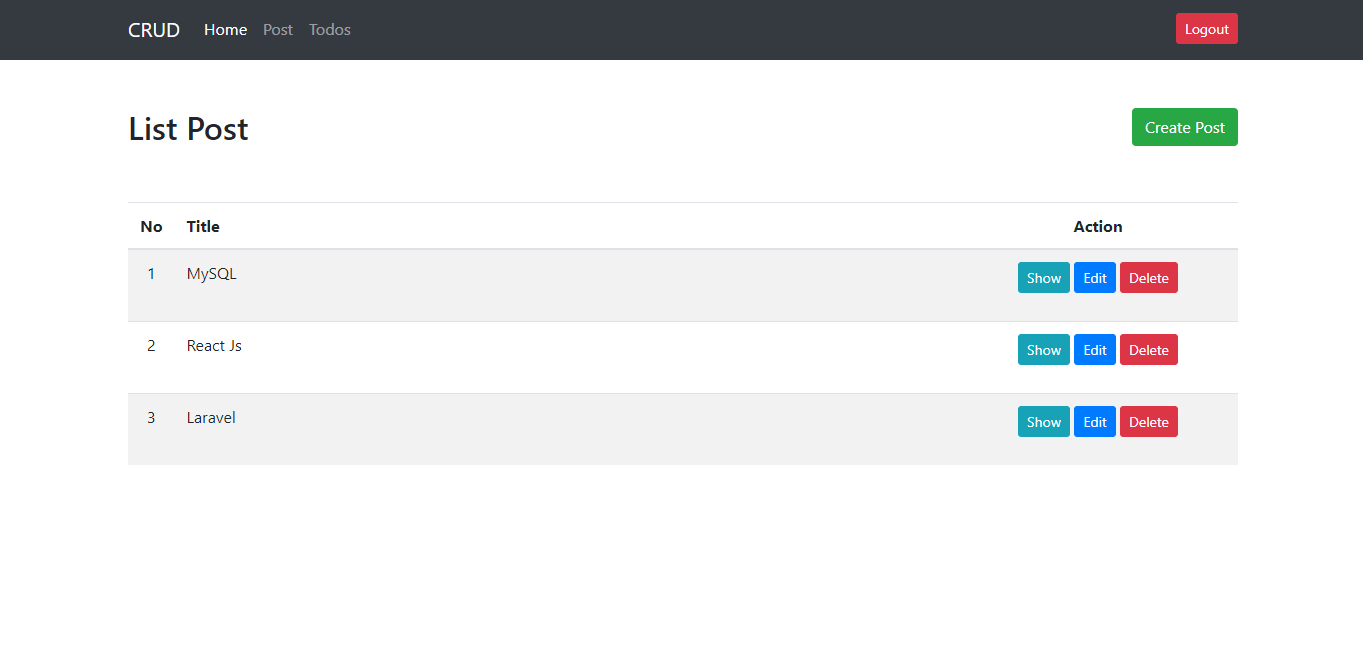 CRUD Home Post Todos Logout
List Post Create Post
No Title Action
1 MySQL Show Edit Delete
2 React Js Show Edit Delete
3 Laravel Show Edit Delete